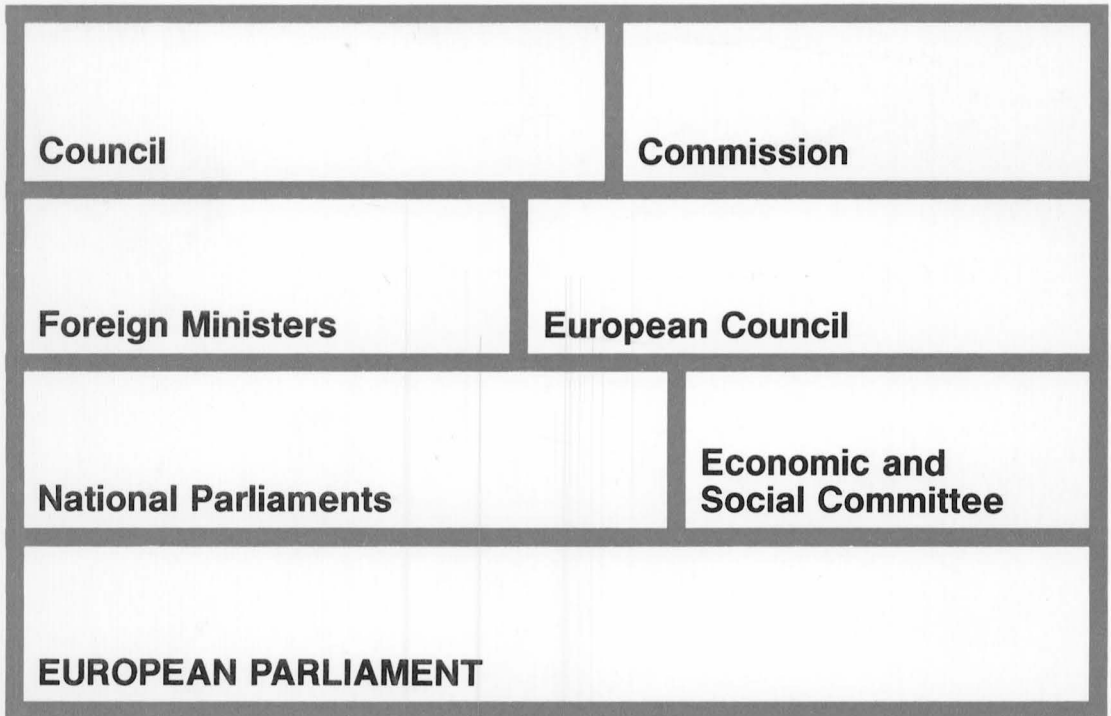 Council
Commission
Foreign Ministers
European Council
National Parliaments
Economic and
Social Committee
EUROPEAN PARLIAMENT